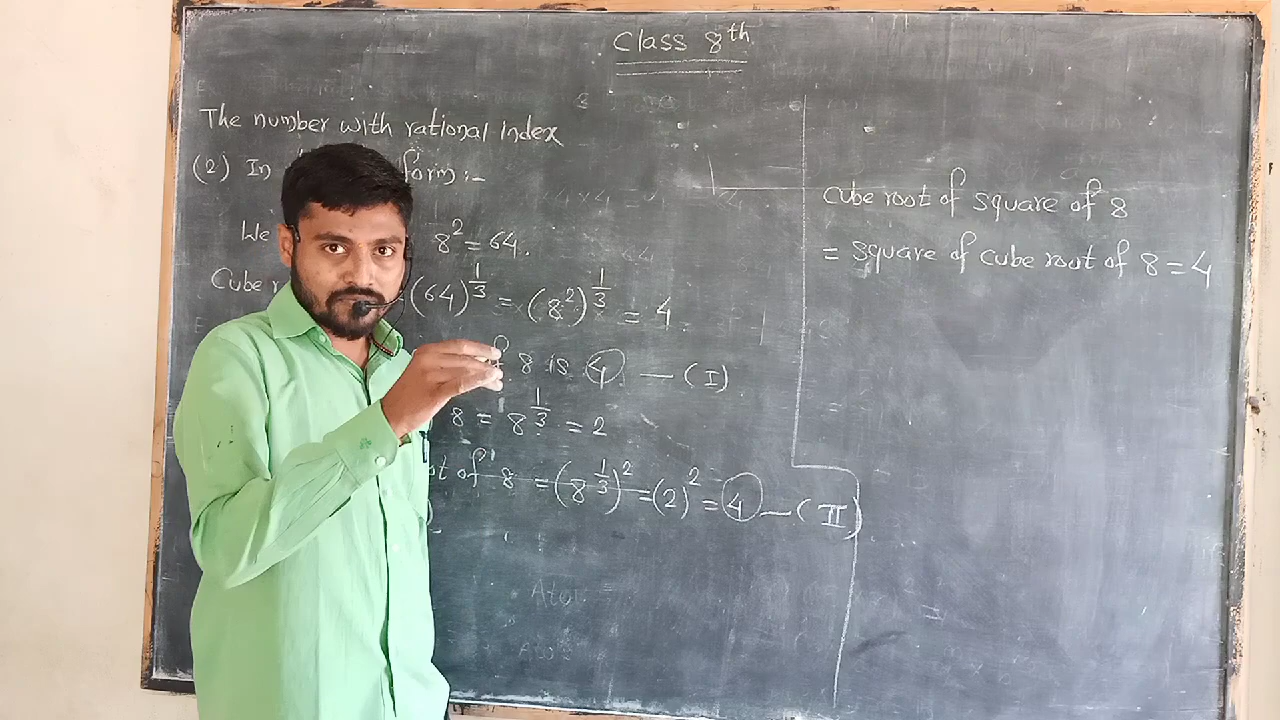 Class 8th
The number with rational index
(2) In form :-
We 8² = 64.
Cube (64)^1/3 = (8²)^1/3 = 4.
8 is 4 — (I)
8 = 8^1/3 = 2
of 8 = (8^1/3)² = (2)² = 4 — (II)
cube root of square of 8
= square of cube root of 8 = 4